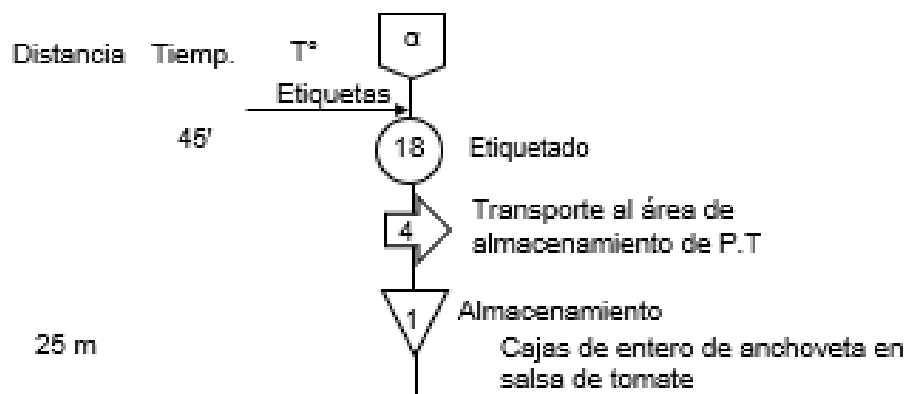 α
Distancia Tiemp. T°
Etiquetas
45'
18 Etiquetado
Transporte al área de
4
almacenamiento de P.T
1 Almacenamiento
25 m
Cajas de entero de anchoveta en
salsa de tomate